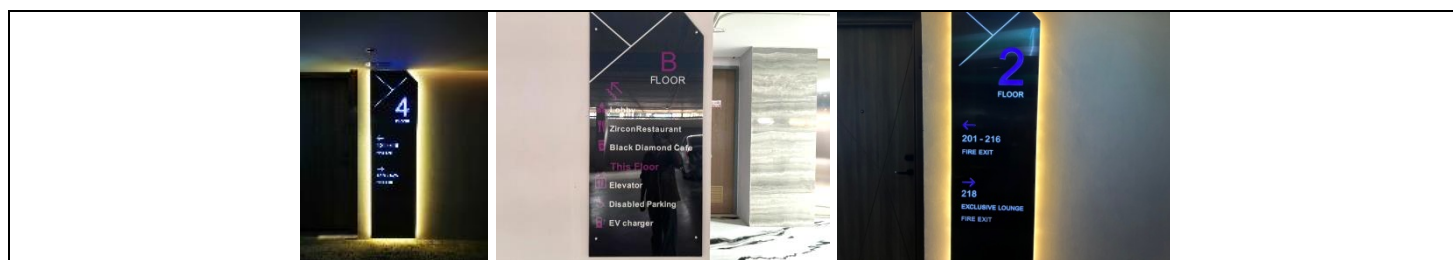 4
FLOOR
B
FLOOR
Lobby
ZirconRestaurant
Black Diamond Cafe
This Floor
Elevator
Disabled Parking
EV charger
2
FLOOR
201 - 216
FIRE EXIT
218
EXCLUSIVE LOUNGE
FIRE EXIT